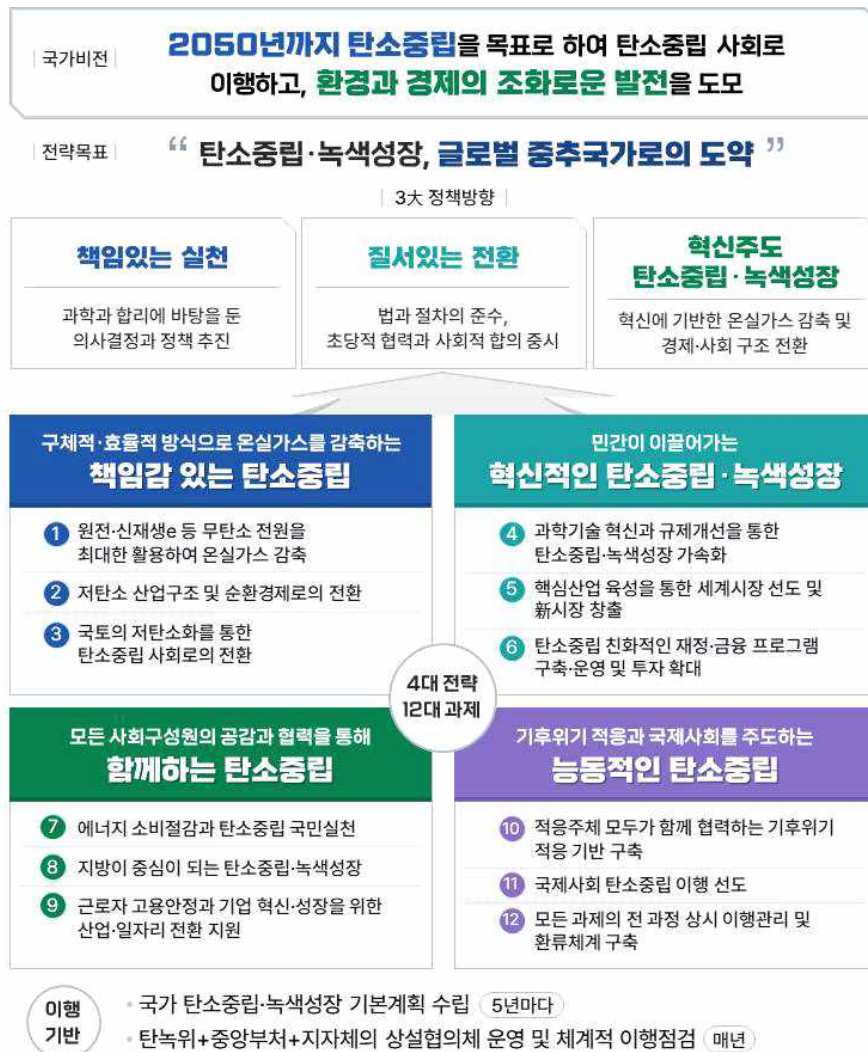 국가비전
2050년까지 탄소중립을 목표로 하여 탄소중립 사회로
이행하고, 환경과 경제의 조화로운 발전을 도모
전략목표
“ 탄소중립·녹색성장, 글로벌 중추국가로의 도약 ”
3大 정책방향
책임있는 실천
과학과 합리에 바탕을 둔
의사결정과 정책 추진
질서있는 전환
법과 절차의 준수,
초당적 협력과 사회적 합의 중시
혁신주도
탄소중립·녹색성장
혁신에 기반한 온실가스 감축 및
경제·사회 구조 전환
구체적·효율적 방식으로 온실가스를 감축하는
책임감 있는 탄소중립
1 원전·신재생e 등 무탄소 전원을
최대한 활용하여 온실가스 감축
2 저탄소 산업구조 및 순환경제로의 전환
3 국토의 저탄소화를 통한
탄소중립 사회로의 전환
민간이 이끌어가는
혁신적인 탄소중립·녹색성장
4 과학기술 혁신과 규제개선을 통한
탄소중립·녹색성장 가속화
5 핵심산업 육성을 통한 세계시장 선도 및
新시장 창출
6 탄소중립 친화적인 재정·금융 프로그램
구축·운영 및 투자 확대
4대 전략
12대 과제
모든 사회구성원의 공감과 협력을 통해
함께하는 탄소중립
7 에너지 소비절감과 탄소중립 국민실천
8 지방이 중심이 되는 탄소중립·녹색성장
9 근로자 고용안정과 기업 혁신·성장을 위한
산업·일자리 전환 지원
기후위기 적응과 국제사회를 주도하는
능동적인 탄소중립
10 적응주체 모두가 함께 협력하는 기후위기
적응 기반 구축
11 국제사회 탄소중립 이행 선도
12 모든 과제의 전 과정 상시 이행관리 및
환류체계 구축
이행
기반
• 국가 탄소중립·녹색성장 기본계획 수립 5년마다
• 탄녹위+중앙부처+지자체의 상설협의체 운영 및 체계적 이행점검 매년